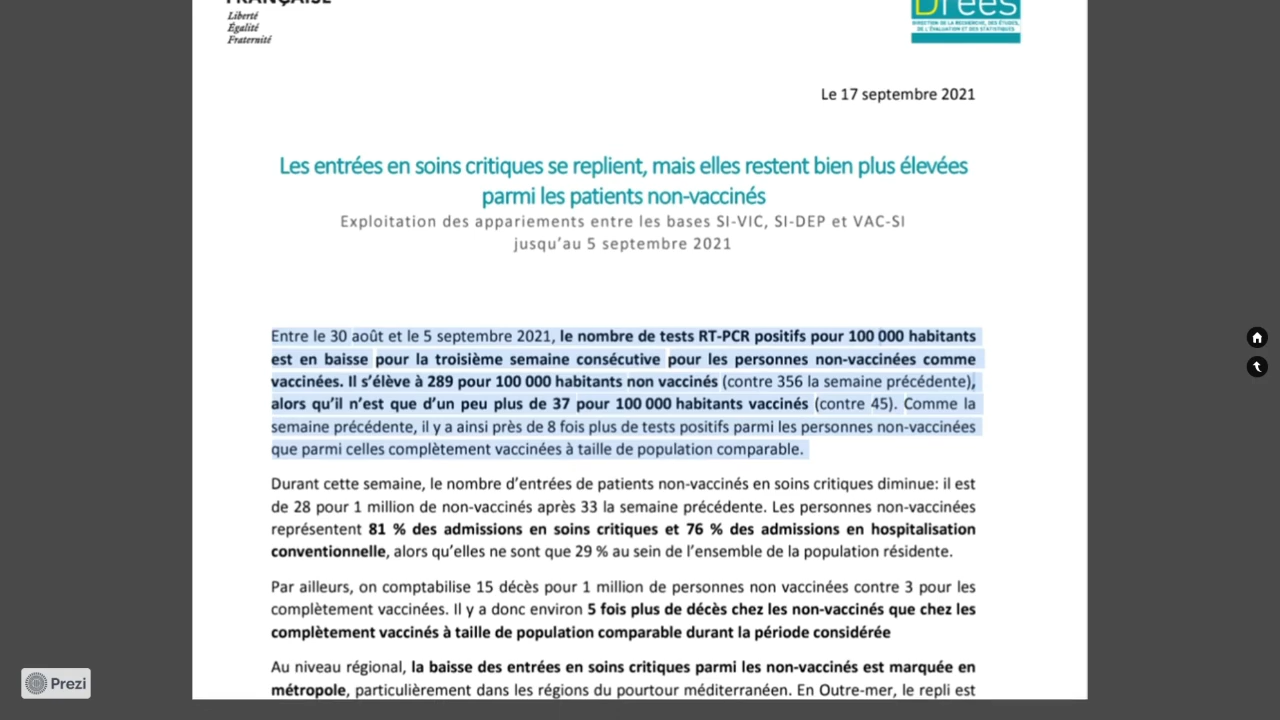 FRANÇAISE
Liberté
Égalité
Fraternité
Drees
DIRECTION DE LA RECHERCHE, DES ÉTUDES,
DE L'ÉVALUATION ET DES STATISTIQUES
Le 17 septembre 2021
Les entrées en soins critiques se replient, mais elles restent bien plus élevées
parmi les patients non-vaccinés
Exploitation des appariements entre les bases SI-VIC, SI-DEP et VAC-SI
jusqu'au 5 septembre 2021
Entre le 30 août et le 5 septembre 2021, le nombre de tests RT-PCR positifs pour 100 000 habitants
est en baisse pour la troisième semaine consécutive pour les personnes non-vaccinées comme
vaccinées. Il s'élève à 289 pour 100 000 habitants non vaccinés (contre 356 la semaine précédente),
alors qu'il n'est que d'un peu plus de 37 pour 100 000 habitants vaccinés (contre 45). Comme la
semaine précédente, il y a ainsi près de 8 fois plus de tests positifs parmi les personnes non-vaccinées
que parmi celles complètement vaccinées à taille de population comparable.
Durant cette semaine, le nombre d'entrées de patients non-vaccinés en soins critiques diminue: il est
de 28 pour 1 million de non-vaccinés après 33 la semaine précédente. Les personnes non-vaccinées
représentent 81 % des admissions en soins critiques et 76 % des admissions en hospitalisation
conventionnelle, alors qu'elles ne sont que 29 % au sein de l'ensemble de la population résidente.
Par ailleurs, on comptabilise 15 décès pour 1 million de personnes non vaccinées contre 3 pour les
complètement vaccinées. Il y a donc environ 5 fois plus de décès chez les non-vaccinés que chez les
complètement vaccinés à taille de population comparable durant la période considérée
Au niveau régional, la baisse des entrées en soins critiques parmi les non-vaccinés est marquée en
métropole, particulièrement dans les régions du pourtour méditerranéen. En Outre-mer, le repli est
Prezi